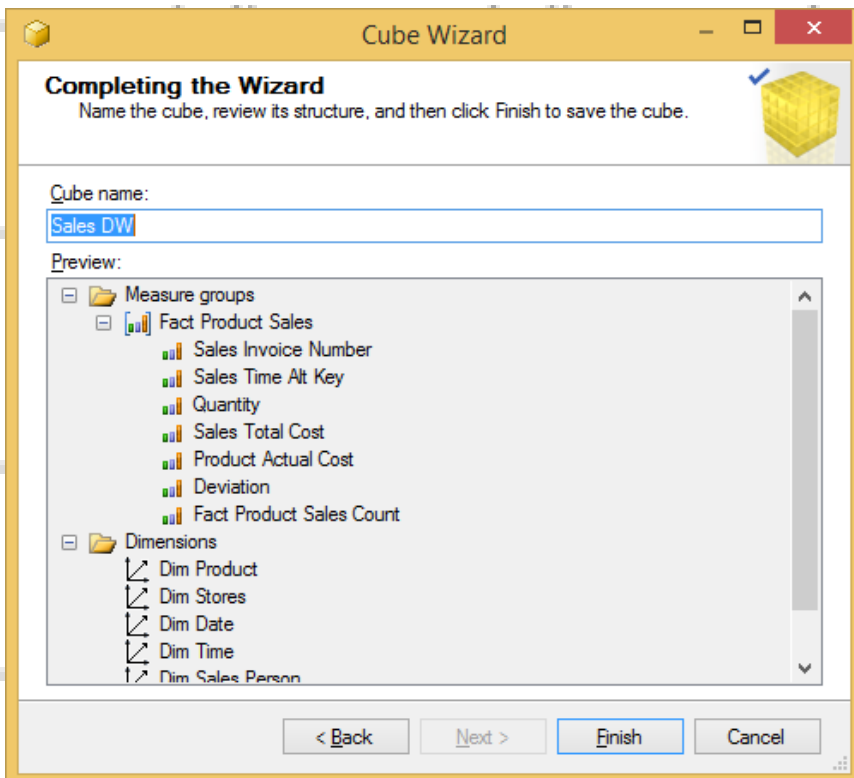 Cube Wizard
Completing the Wizard
Name the cube, review its structure, and then click Finish to save the cube.
Cube name:
Sales DW
Preview:
Measure groups
Fact Product Sales
Sales Invoice Number
Sales Time Alt Key
Quantity
Sales Total Cost
Product Actual Cost
Deviation
Fact Product Sales Count
Dimensions
Dim Product
Dim Stores
Dim Date
Dim Time
Dim Sales Person
< Back Next > Finish Cancel